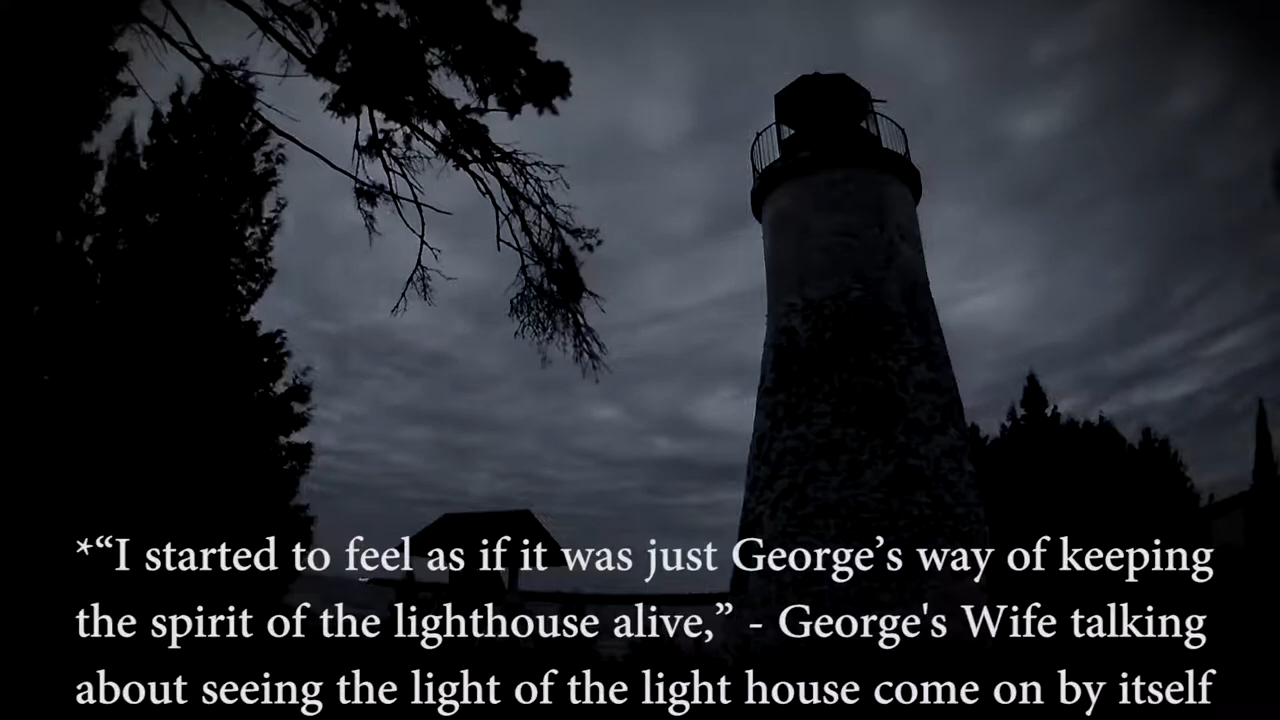 *“I started to feel as if it was just George’s way of keeping
the spirit of the lighthouse alive,” - George's Wife talking
about seeing the light of the light house come on by itself